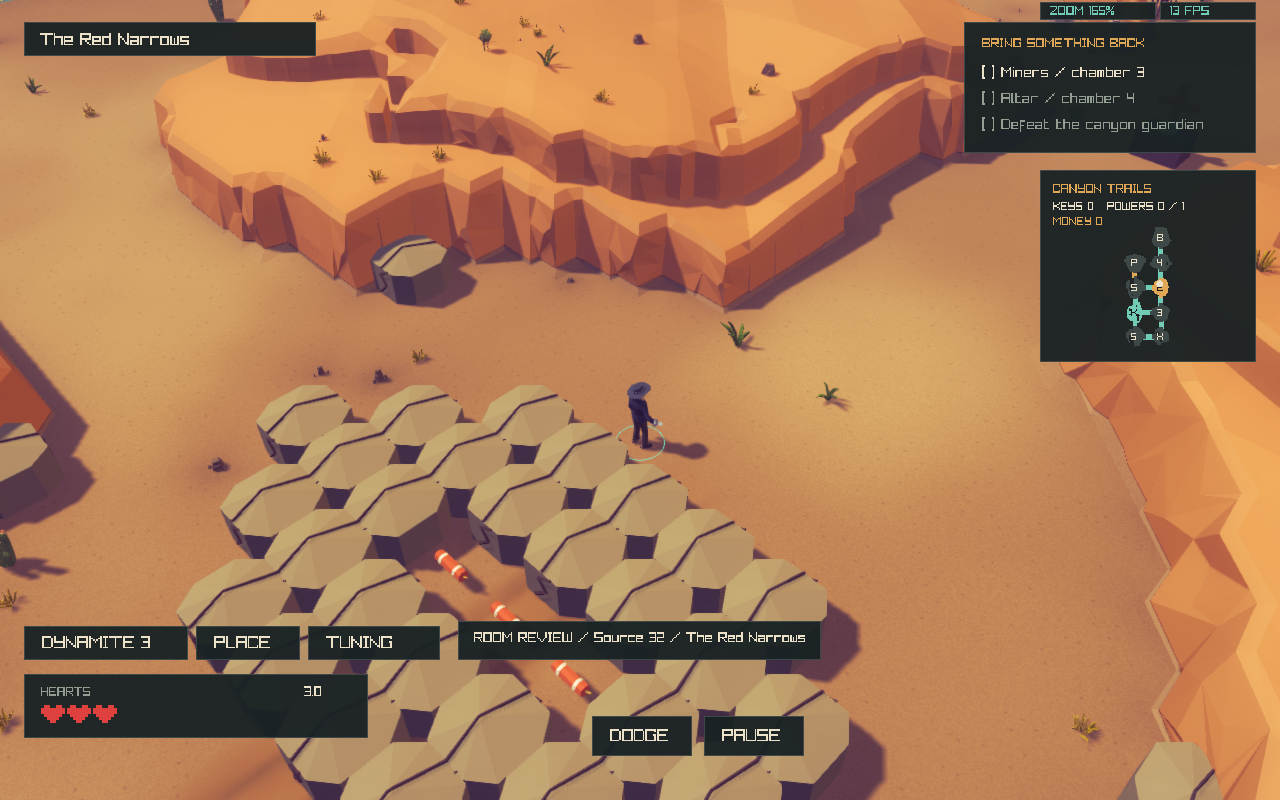 The Red Narrows
ZOOM 165%
13 FPS
BRING SOMETHING BACK
[ ] Miners / chamber 3
[ ] Altar / chamber 4
[ ] Defeat the canyon guardian
CANYON TRAILS
KEYS 0 POWERS 0 / 1
MONEY 0
B
P 4
S
3
S
DYNAMITE 3
PLACE
TUNING
ROOM REVIEW / Source 32 / The Red Narrows
HEARTS 3.0
DODGE
PAUSE